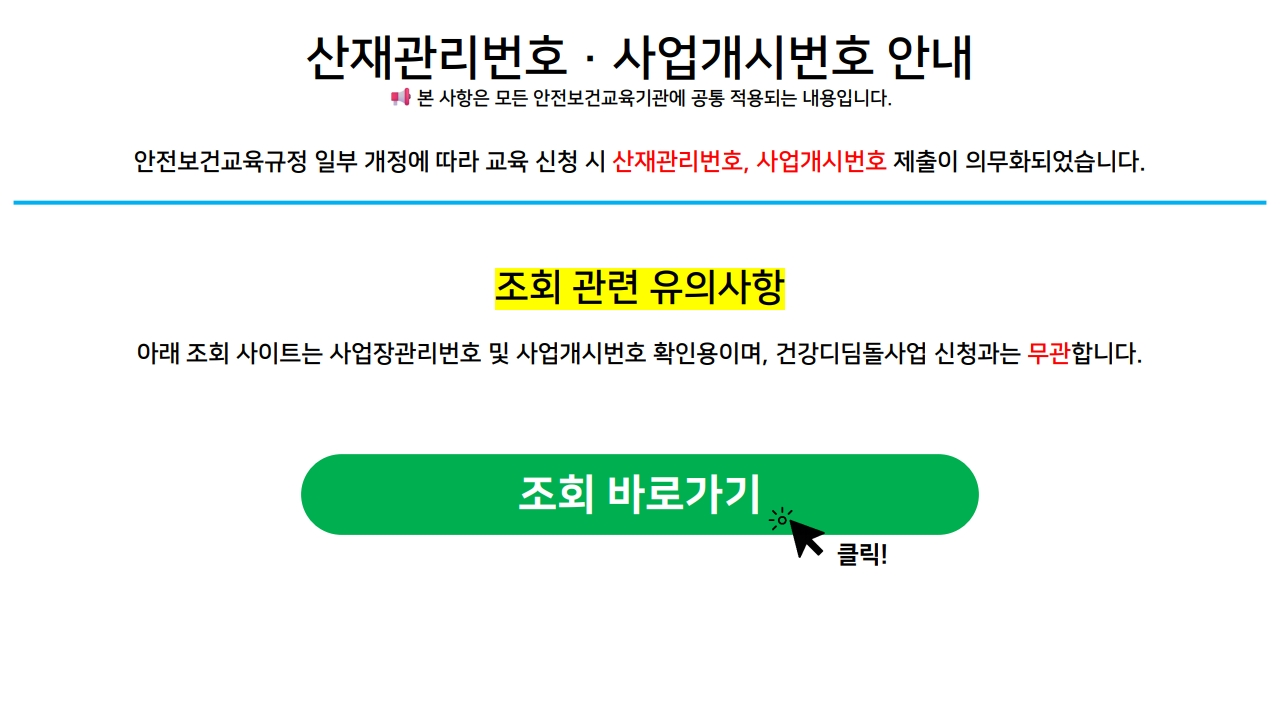 산재관리번호 · 사업개시번호 안내
📢 본 사항은 모든 안전보건교육기관에 공통 적용되는 내용입니다.
안전보건교육규정 일부 개정에 따라 교육 신청 시 산재관리번호, 사업개시번호 제출이 의무화되었습니다.
조회 관련 유의사항
아래 조회 사이트는 사업장관리번호 및 사업개시번호 확인용이며, 건강디딤돌사업 신청과는 무관합니다.
조회 바로가기
클릭!